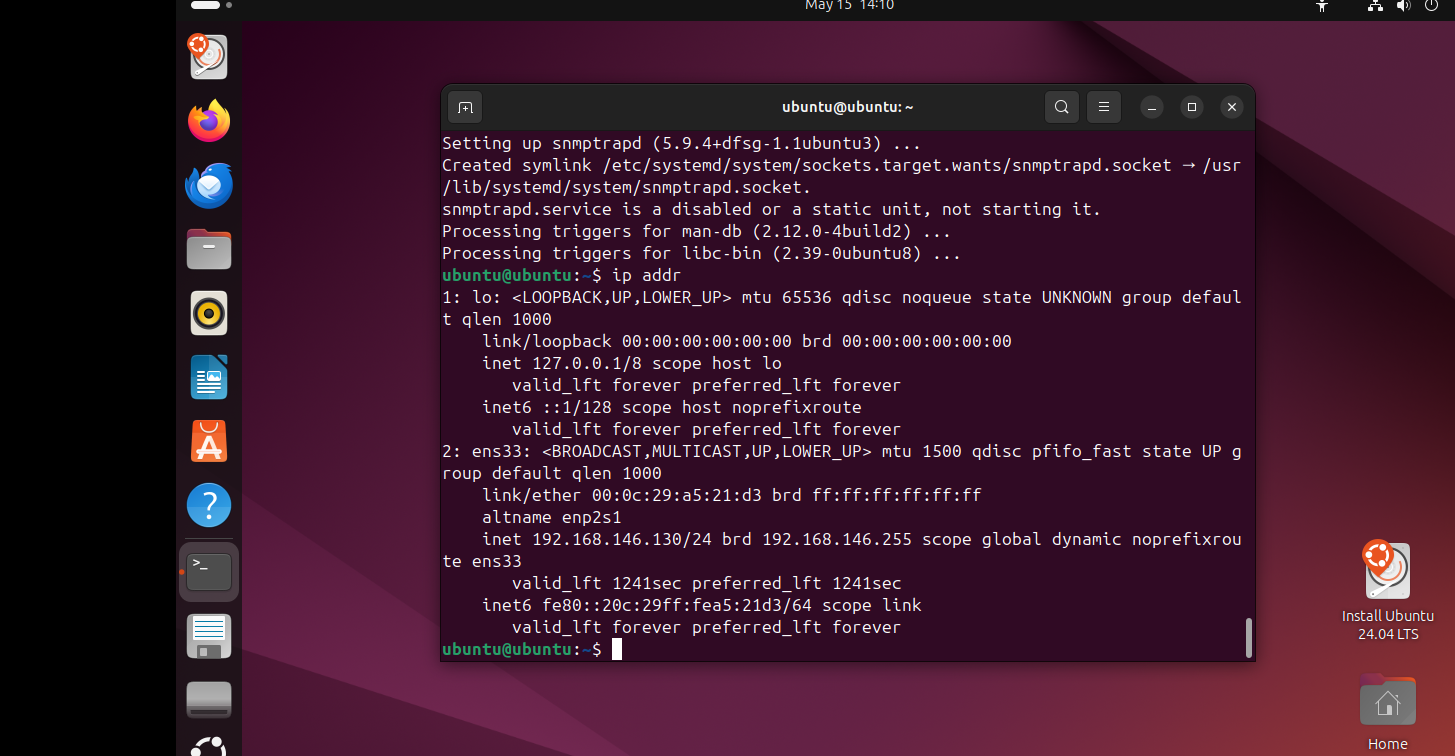 May 15 14:10
ubuntu@ubuntu: ~
Setting up snmptrapd (5.9.4+dfsg-1.1ubuntu3) ...
Created symlink /etc/systemd/system/sockets.target.wants/snmptrapd.socket → /usr
/lib/systemd/system/snmptrapd.socket.
snmptrapd.service is a disabled or a static unit, not starting it.
Processing triggers for man-db (2.12.0-4build2) ...
Processing triggers for libc-bin (2.39-0ubuntu8) ...
ubuntu@ubuntu:~$ ip addr
1: lo: <LOOPBACK,UP,LOWER_UP> mtu 65536 qdisc noqueue state UNKNOWN group defaul
t qlen 1000
    link/loopback 00:00:00:00:00:00 brd 00:00:00:00:00:00
    inet 127.0.0.1/8 scope host lo
       valid_lft forever preferred_lft forever
    inet6 ::1/128 scope host noprefixroute
       valid_lft forever preferred_lft forever
2: ens33: <BROADCAST,MULTICAST,UP,LOWER_UP> mtu 1500 qdisc pfifo_fast state UP g
roup default qlen 1000
    link/ether 00:0c:29:a5:21:d3 brd ff:ff:ff:ff:ff:ff
    altname enp2s1
    inet 192.168.146.130/24 brd 192.168.146.255 scope global dynamic noprefixrou
te ens33
       valid_lft 1241sec preferred_lft 1241sec
    inet6 fe80::20c:29ff:fea5:21d3/64 scope link
       valid_lft forever preferred_lft forever
ubuntu@ubuntu:~$
Install Ubuntu
24.04 LTS
Home